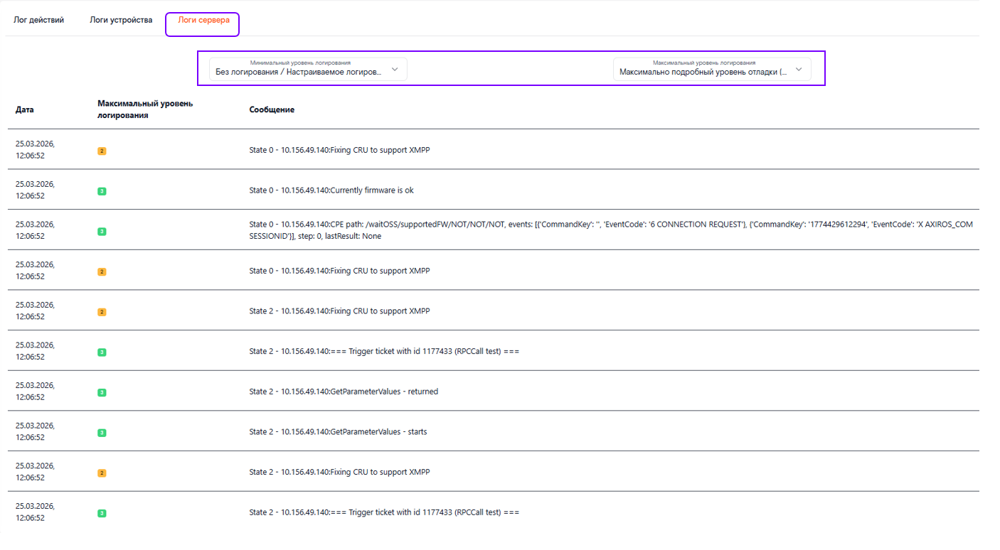 Лог действий Логи устройства Логи сервера
Минимальный уровень логирования Максимальный уровень логирования
Без логирования / Настраиваемое логиров... Максимально подробный уровень отладки (...
Дата Максимальный уровень логирования Сообщение
25.03.2026,
12:06:52
2
State 0 - 10.156.49.140:Fixing CRU to support XMPP
25.03.2026,
12:06:52
3
State 0 - 10.156.49.140:Currently firmware is ok
25.03.2026,
12:06:52
3
State 0 - 10.156.49.140:CPE path: /waitOSS/supportedFW/NOT/NOT/NOT, events: [{'CommandKey': '', 'EventCode': '6 CONNECTION REQUEST'}, {'CommandKey': '1774429612294', 'EventCode': 'X AXIROS_COM
SESSIONID'}], step: 0, lastResult: None
25.03.2026,
12:06:52
2
State 0 - 10.156.49.140:Fixing CRU to support XMPP
25.03.2026,
12:06:52
2
State 2 - 10.156.49.140:Fixing CRU to support XMPP
25.03.2026,
12:06:52
3
State 2 - 10.156.49.140:=== Trigger ticket with id 1177433 (RPCCall test) ===
25.03.2026,
12:06:52
3
State 2 - 10.156.49.140:GetParameterValues - returned
25.03.2026,
12:06:52
3
State 2 - 10.156.49.140:GetParameterValues - starts
25.03.2026,
12:06:52
2
State 2 - 10.156.49.140:Fixing CRU to support XMPP
25.03.2026,
12:06:52
3
State 2 - 10.156.49.140:=== Trigger ticket with id 1177433 (RPCCall test) ===